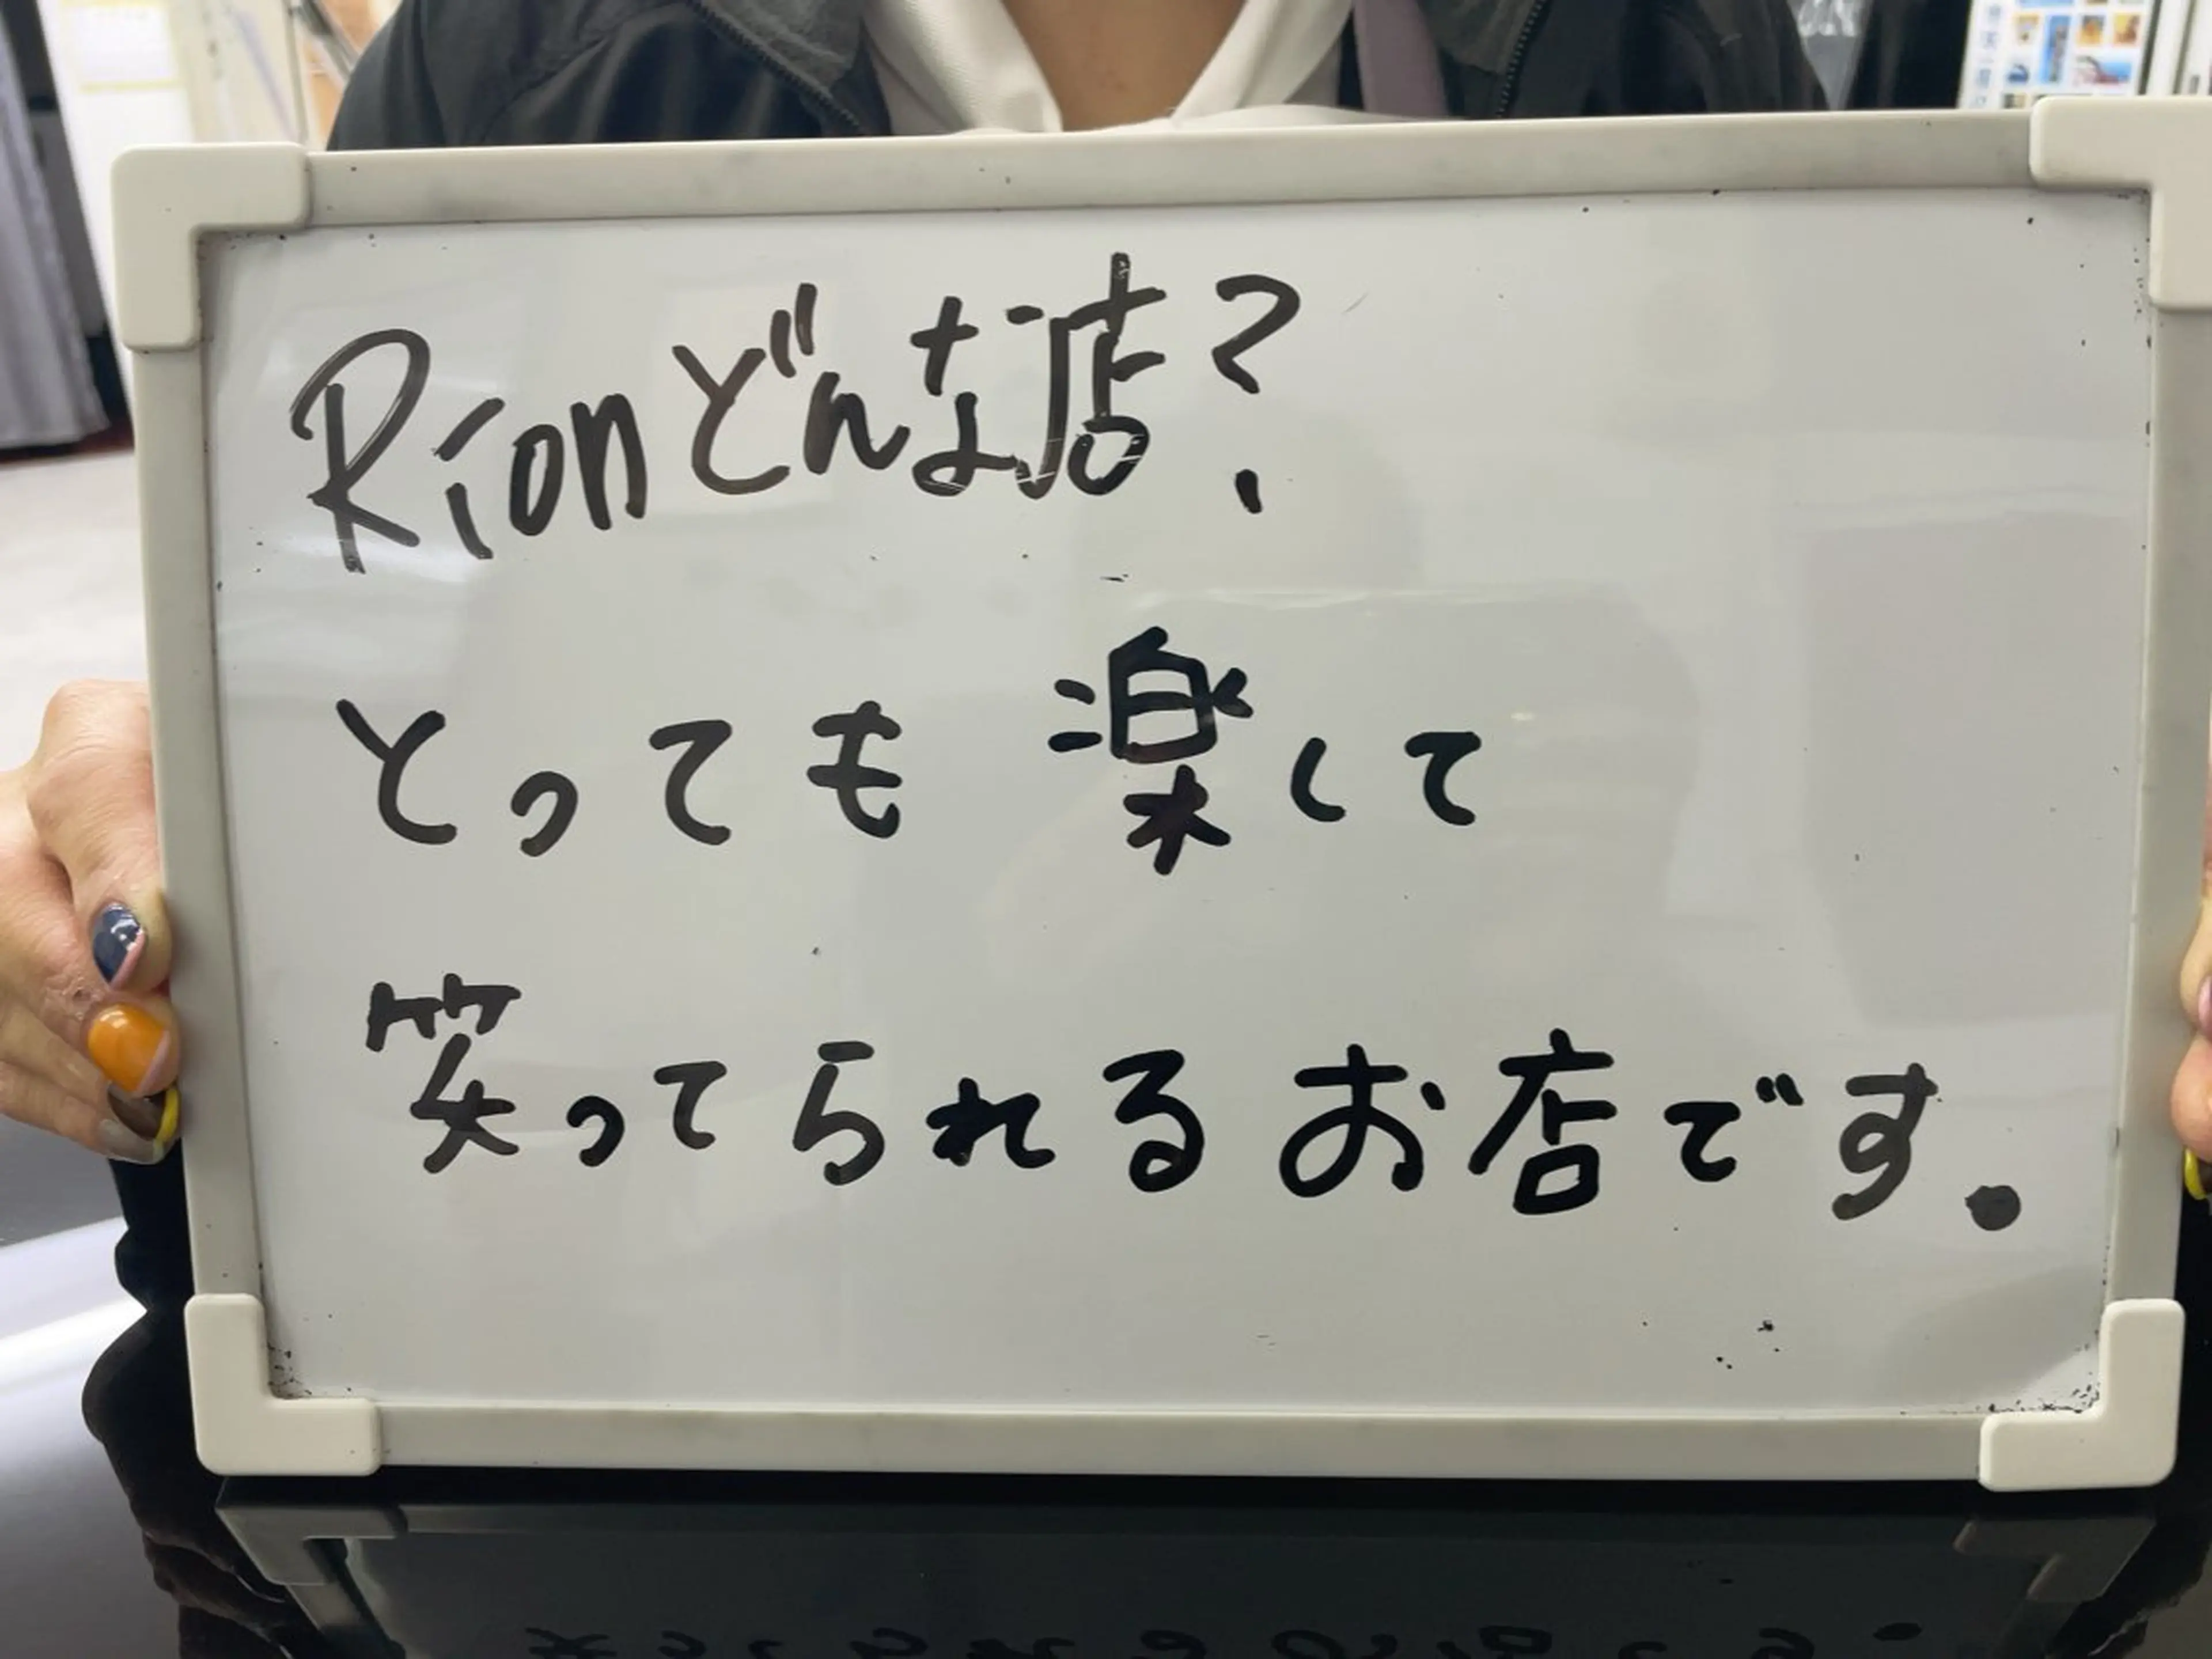 Rionどんな店?
とっても 楽して
笑ってられるお店です.